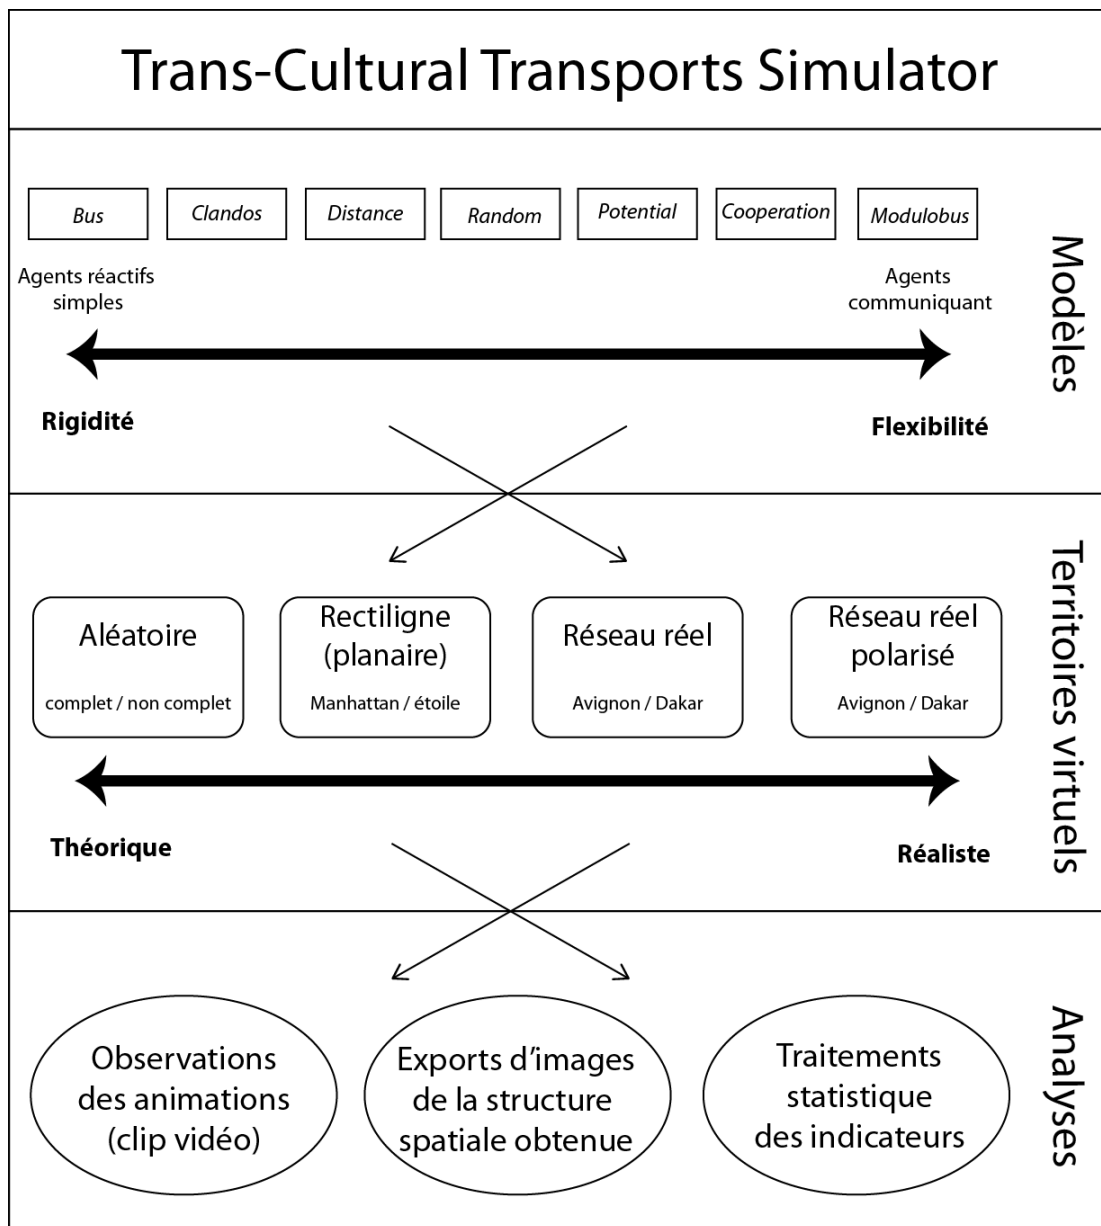 Trans-Cultural Transports Simulator
Bus
Clandos
Distance
Random
Potential
Cooperation
Modulobus
Agents réactifs
simples
Agents
communiquant
Rigidité
Flexibilité
Modèles
Aléatoire
complet / non complet
Rectiligne
(planaire)
Manhattan / étoile
Réseau réel
Avignon / Dakar
Réseau réel
polarisé
Avignon / Dakar
Théorique
Réaliste
Territoires virtuels
Observations
des animations
(clip vidéo)
Exports d'images
de la structure
spatiale obtenue
Traitements
statistique
des indicateurs
Analyses